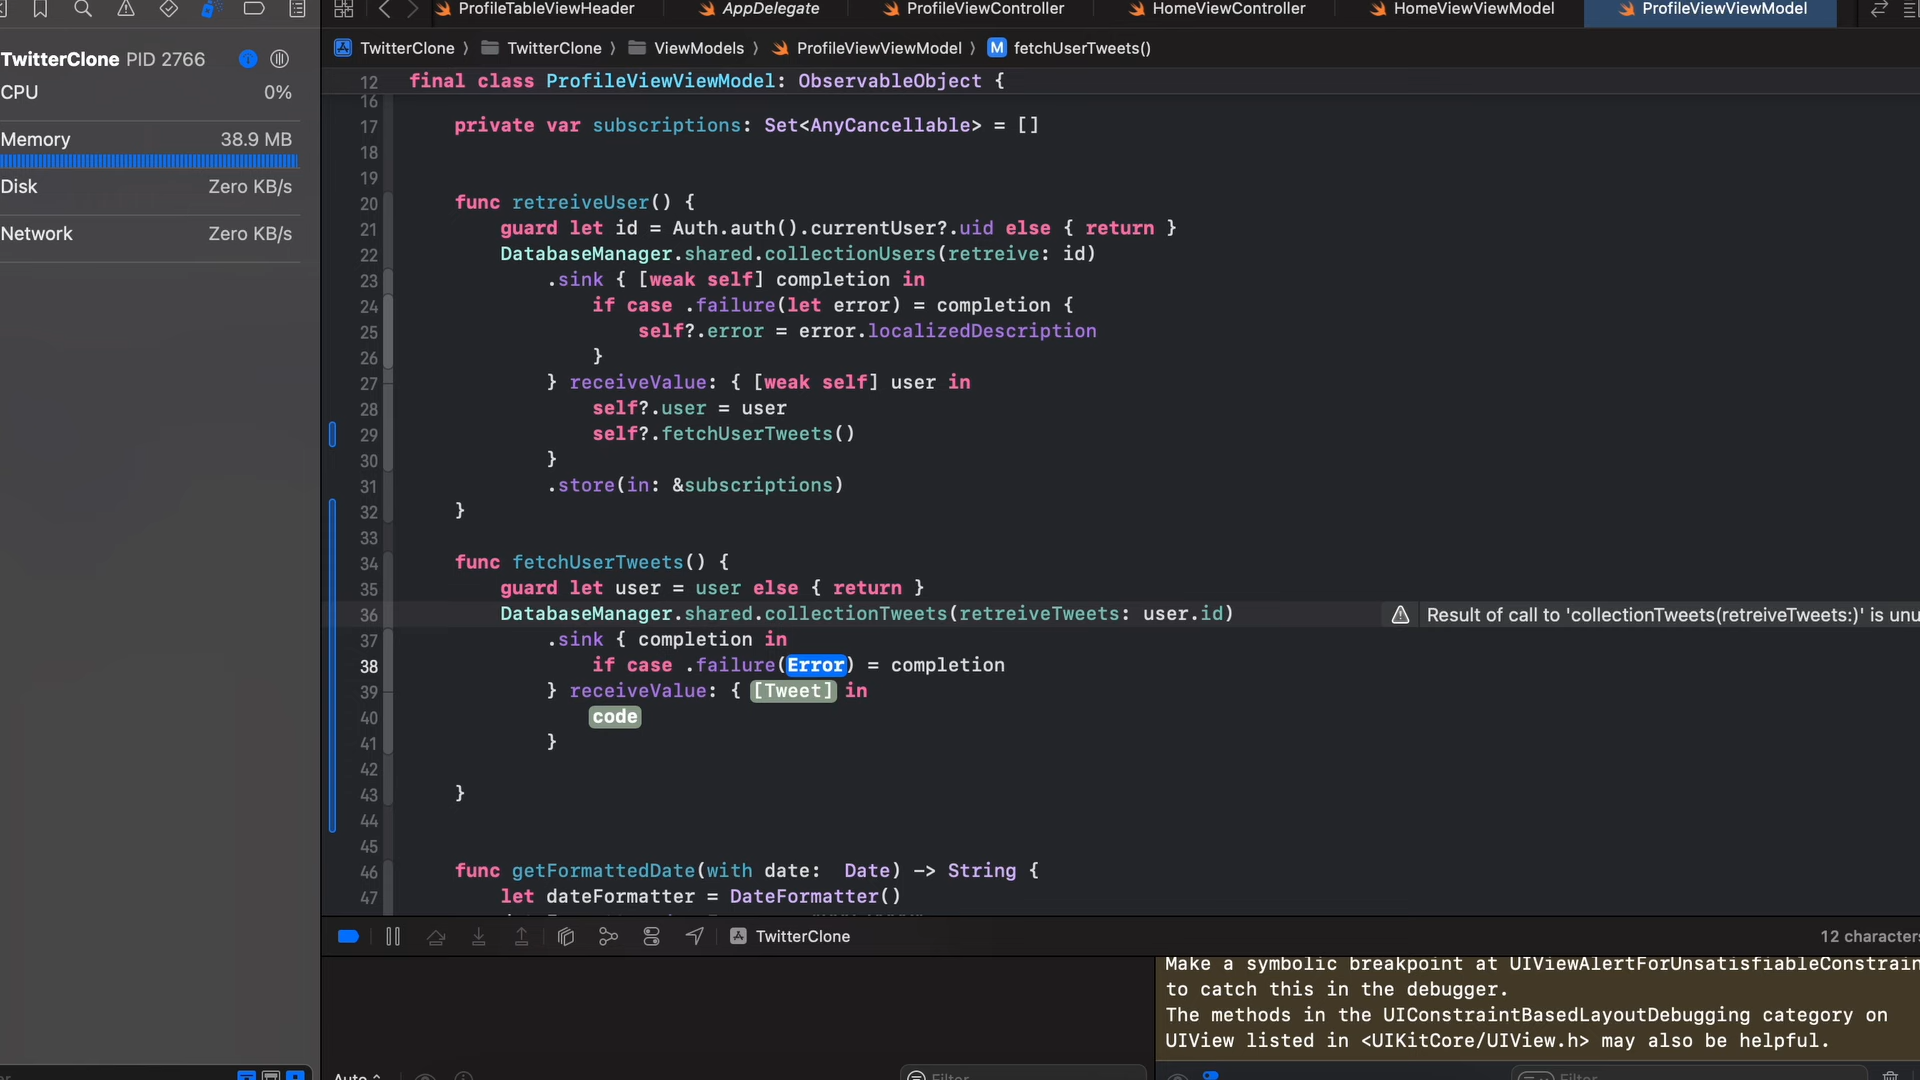 ProfileTableViewHeader AppDelegate ProfileViewController HomeViewController HomeViewViewModel ProfileViewViewModel
TwitterClone PID 2766
CPU 0%
Memory 38.9 MB
Disk Zero KB/s
Network Zero KB/s
TwitterClone 〉 TwitterClone 〉 ViewModels 〉 ProfileViewViewModel 〉 M fetchUserTweets()
12 final class ProfileViewViewModel: ObservableObject {
16
17 private var subscriptions: Set<AnyCancellable> = []
18
19
20 func retreiveUser() {
21 guard let id = Auth.auth().currentUser?.uid else { return }
22 DatabaseManager.shared.collectionUsers(retreive: id)
23 .sink { [weak self] completion in
24 if case .failure(let error) = completion {
25 self?.error = error.localizedDescription
26 }
27 } receiveValue: { [weak self] user in
28 self?.user = user
29 self?.fetchUserTweets()
30 }
31 .store(in: &subscriptions)
32 }
33
34 func fetchUserTweets() {
35 guard let user = user else { return }
36 DatabaseManager.shared.collectionTweets(retreiveTweets: user.id) Result of call to 'collectionTweets(retreiveTweets:)' is unu
37 .sink { completion in
38 if case .failure(Error) = completion
39 } receiveValue: { [Tweet] in
40 code
41 }
42
43 }
44
45
46 func getFormattedDate(with date: Date) -> String {
47 let dateFormatter = DateFormatter()
TwitterClone
12 characters
Make a symbolic breakpoint at UIViewAlertForUnsatisfiableConstrain
to catch this in the debugger.
The methods in the UIConstraintBasedLayoutDebugging category on
UIView listed in <UIKitCore/UIView.h> may also be helpful.
Auto Filter Filter